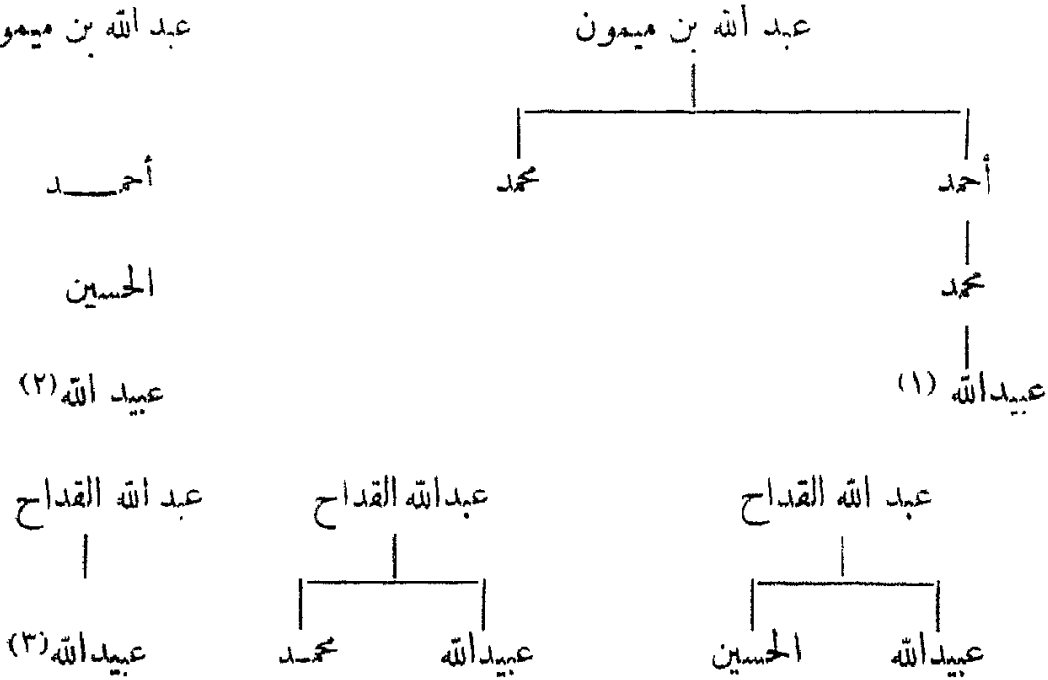 عبد الله بن ميمون عبد الله بن ميمو
أحمد محمد أحمـــد
محمد الحسين
عبيدالله (١) عبيد الله (٢)
عبد الله القداح عبدالله القداح عبد الله القداح
عبيدالله الحسين عبيدالله محمـد عبيدالله (٣)